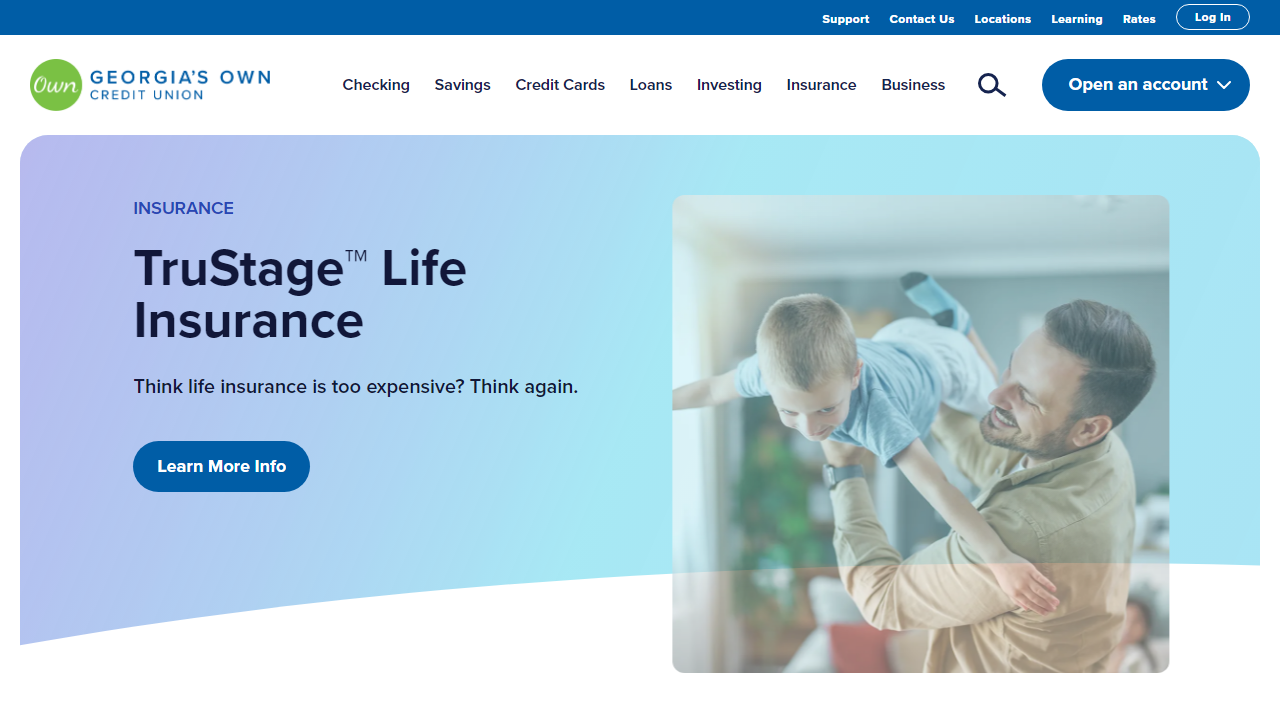 Support Contact Us Locations Learning Rates Log In
Own GEORGIA'S OWN
CREDIT UNION
Checking Savings Credit Cards Loans Investing Insurance Business Open an account
INSURANCE
TruStage™ Life
Insurance
Think life insurance is too expensive? Think again.
Learn More Info